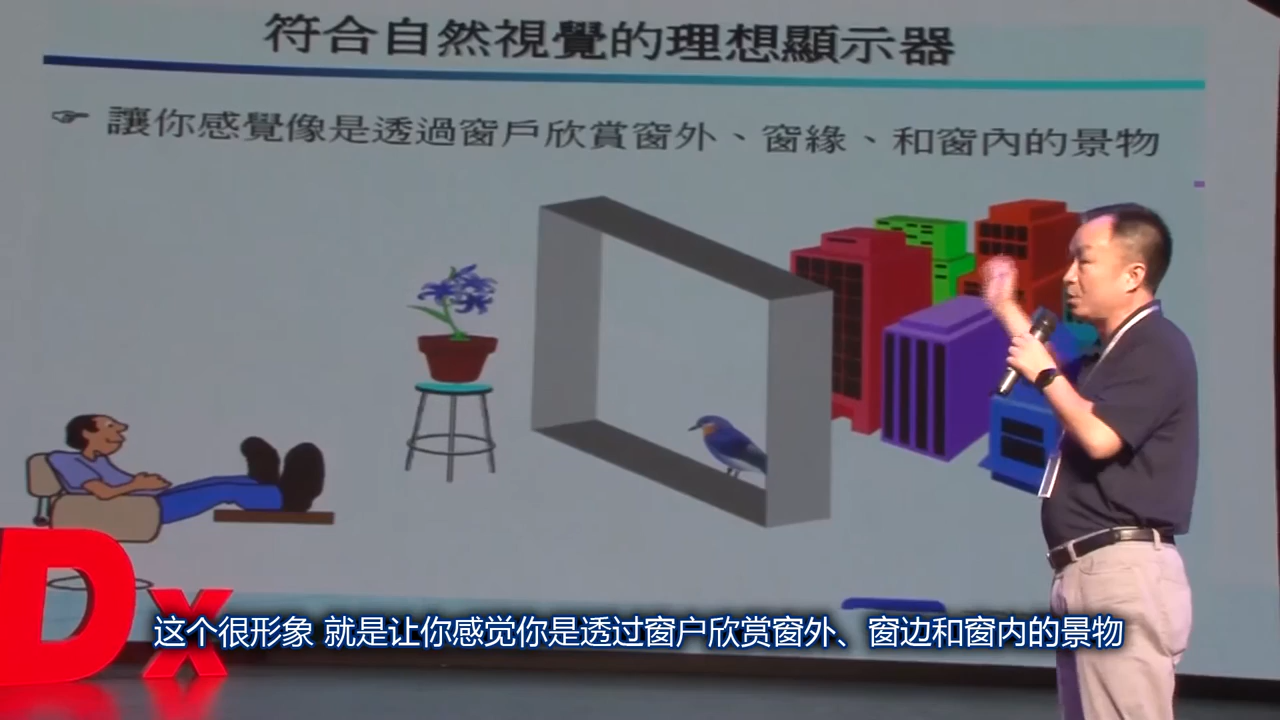 符合自然視覺的理想顯示器
☞ 讓你感覺像是透過窗戶欣賞窗外、窗緣、和窗內的景物
Dx
这个很形象 就是让你感觉你是透过窗户欣赏窗外、窗边和窗内的景物